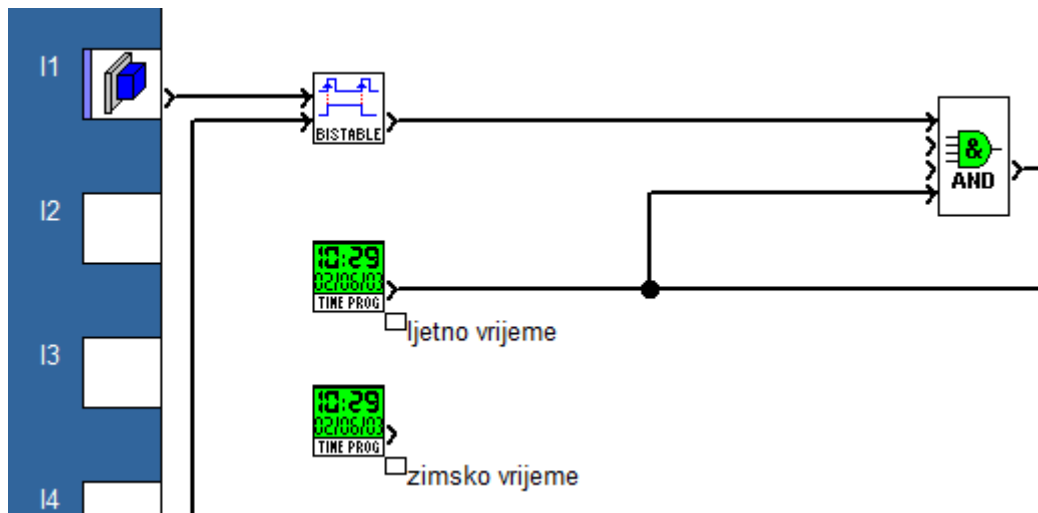 I1
BISTABLE
&
AND
I2
10:29
02/06/03
TIME PROG
ljetno vrijeme
I3
10:29
02/06/03
TIME PROG
zimsko vrijeme
I4